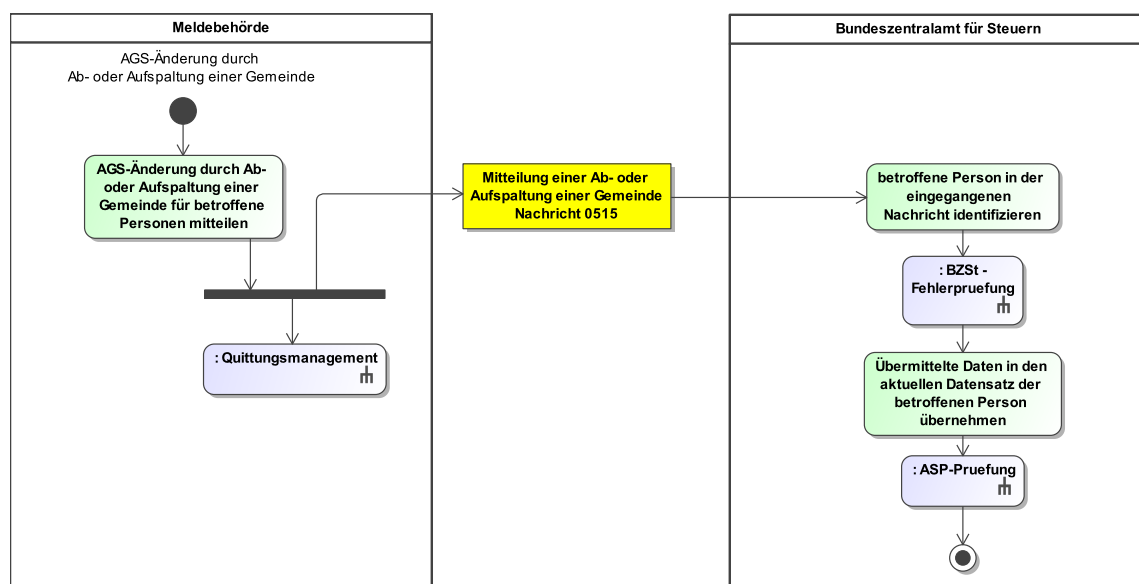 Meldebehörde
AGS-Änderung durch
Ab- oder Aufspaltung einer Gemeinde
AGS-Änderung durch Ab-
oder Aufspaltung einer
Gemeinde für betroffene
Personen mitteilen
: Quittungsmanagement
Mitteilung einer Ab- oder
Aufspaltung einer Gemeinde
Nachricht 0515
Bundeszentralamt für Steuern
betroffene Person in der
eingegangenen
Nachricht identifizieren
: BZSt -
Fehlerpruefung
Übermittelte Daten in den
aktuellen Datensatz der
betroffenen Person
übernehmen
: ASP-Pruefung